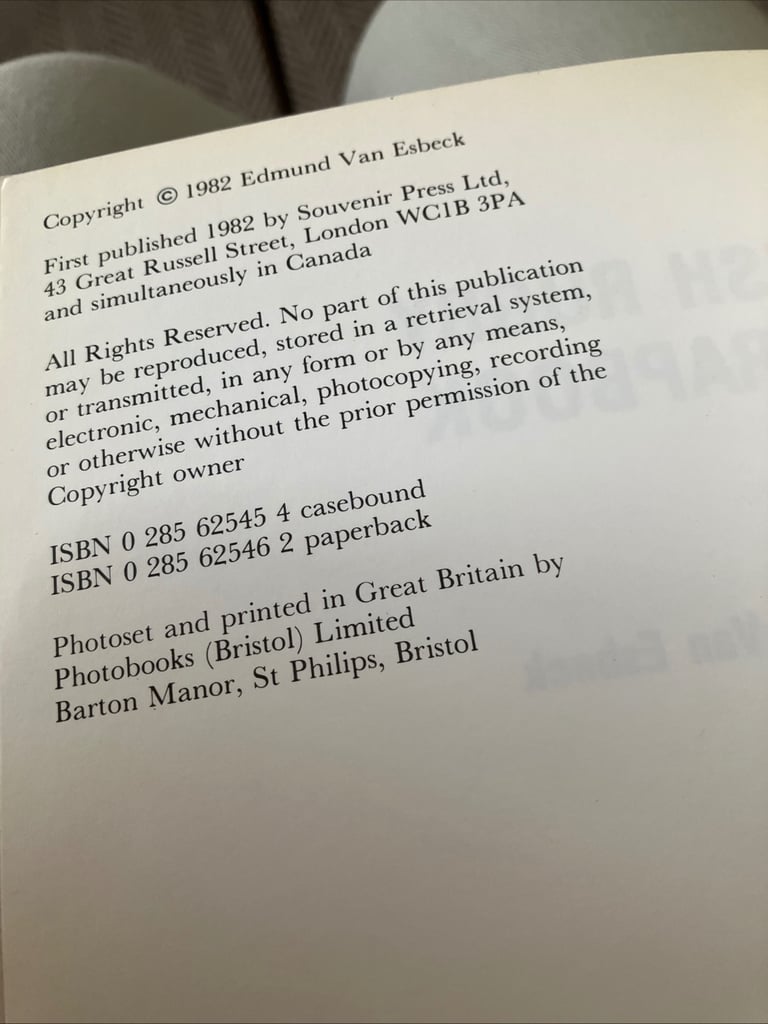 Copyright © 1982 Edmund Van Esbeck
First published 1982 by Souvenir Press Ltd,
43 Great Russell Street, London WC1B 3PA
and simultaneously in Canada
All Rights Reserved. No part of this publication
may be reproduced, stored in a retrieval system,
or transmitted, in any form or by any means,
electronic, mechanical, photocopying, recording
or otherwise without the prior permission of the
Copyright owner
ISBN 0 285 62545 4 casebound
ISBN 0 285 62546 2 paperback
Photoset and printed in Great Britain by
Photobooks (Bristol) Limited
Barton Manor, St Philips, Bristol